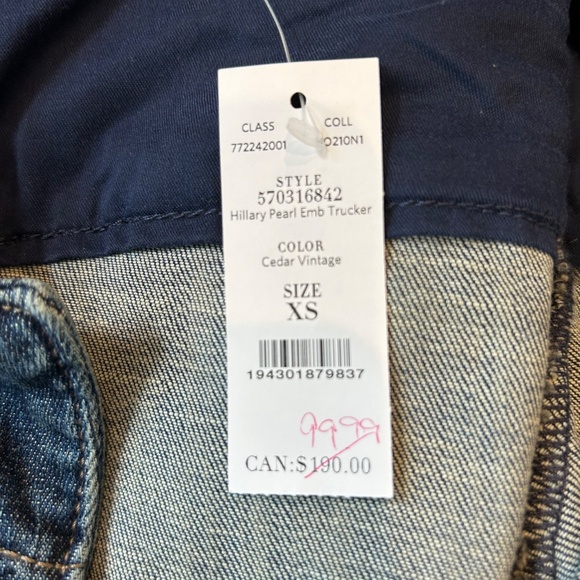 CLASS COLL
772242001 O210N1
STYLE
570316842
Hillary Pearl Emb Trucker
COLOR
Cedar Vintage
SIZE
XS
194301879837
99.99
CAN:$190.00